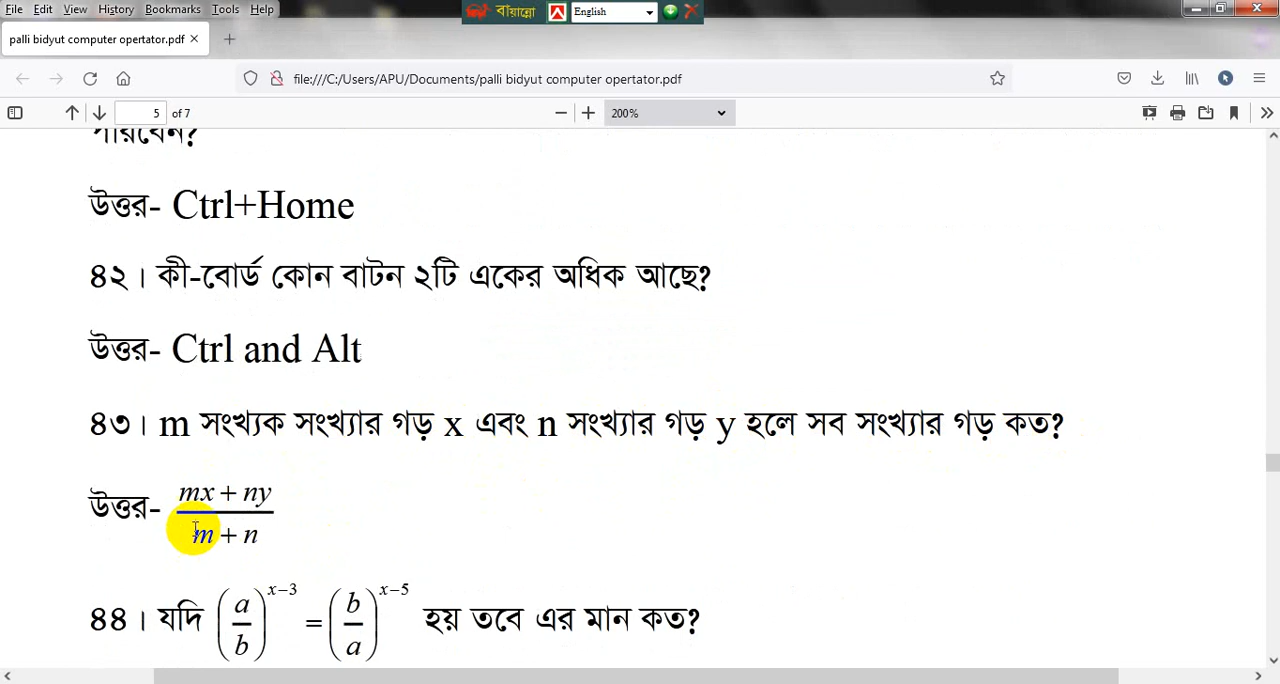 File Edit View History Bookmarks Tools Help
বায়ান্নো English
palli bidyut computer opertator.pdf
file:///C:/Users/APU/Documents/palli bidyut computer opertator.pdf
5 of 7 200%
পারবেন?
উত্তর- Ctrl+Home
৪২। কী-বোর্ড কোন বাটন ২টি একের অধিক আছে?
উত্তর- Ctrl and Alt
৪৩। m সংখ্যক সংখ্যার গড় x এবং n সংখ্যার গড় y হলে সব সংখ্যার গড় কত?
উত্তর- (mx + ny)/(m + n)
৪৪। যদি (a/b)^(x-3) = (b/a)^(x-5) হয় তবে এর মান কত?